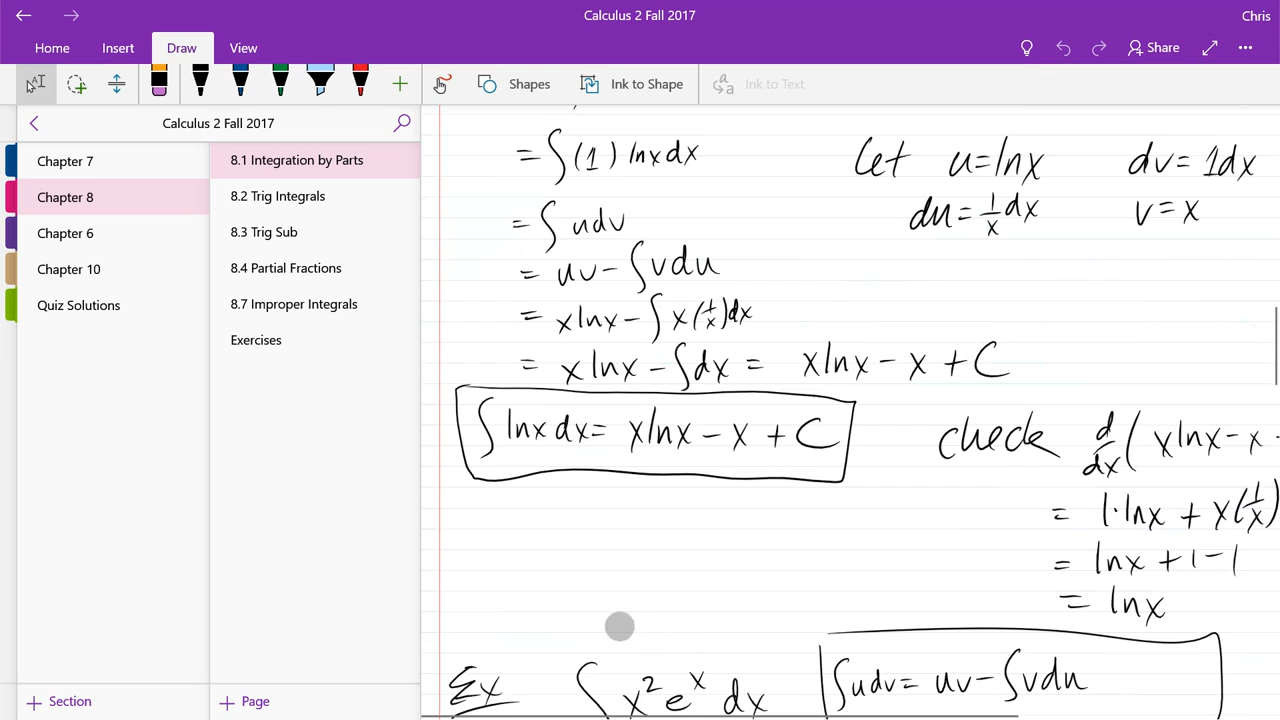 Calculus 2 Fall 2017
Chris
Home Insert Draw View
Share
Shapes Ink to Shape Ink to Text
Calculus 2 Fall 2017
Chapter 7
Chapter 8
Chapter 6
Chapter 10
Quiz Solutions
8.1 Integration by Parts
8.2 Trig Integrals
8.3 Trig Sub
8.4 Partial Fractions
8.7 Improper Integrals
Exercises
+ Section
+ Page
= ∫(1) lnx dx
Let u=lnx dv= 1dx
du= 1/x dx v= x
= ∫ u dv
= uv - ∫ v du
= x lnx - ∫ x(1/x)dx
= x lnx - ∫ dx = x lnx - x + C
∫ lnx dx = x lnx - x + C
check d/dx ( x lnx - x
= 1·lnx + x(1/x)
= lnx + 1 - 1
= lnx
Ex ∫ x² eˣ dx
∫ u dv = uv - ∫ v du